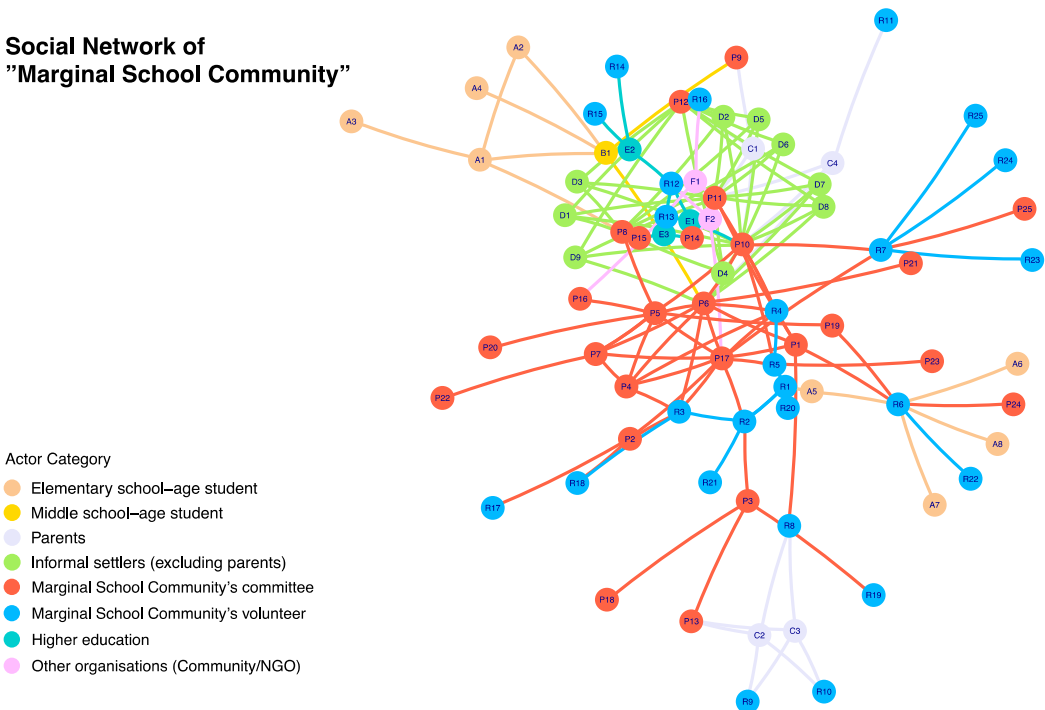 Social Network of
”Marginal School Community”
R11
A2
P9
R14
A4
P12
R16
R15
D2
D5
R25
A3
D6
C1
B1
E2
A1
C4
R24
D3
R12
F1
D7
P11
D8
P25
D1
R13
E1
F2
P8
P15
E3
P14
P10
R7
D9
R23
P21
D4
P16
P6
P5
R4
P19
P20
P1
P7
P17
R5
P23
A6
P4
R1
A5
P22
R3
R20
R6
P24
R2
P2
A8
Actor Category
R18
R21
R22
Elementary school–age student
P3
A7
R17
Middle school–age student
R8
Parents
Informal settlers (excluding parents)
Marginal School Community's committee
P18
R19
Marginal School Community's volunteer
P13
C2
C3
Higher education
Other organisations (Community/NGO)
R9
R10